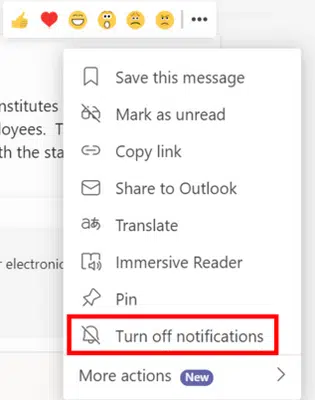 Save this message
nstitutes
Mark as unread
loyees. T
Copy link
th the sta
Share to Outlook
Translate
r electronic
Immersive Reader
Pin
Turn off notifications
More actions New